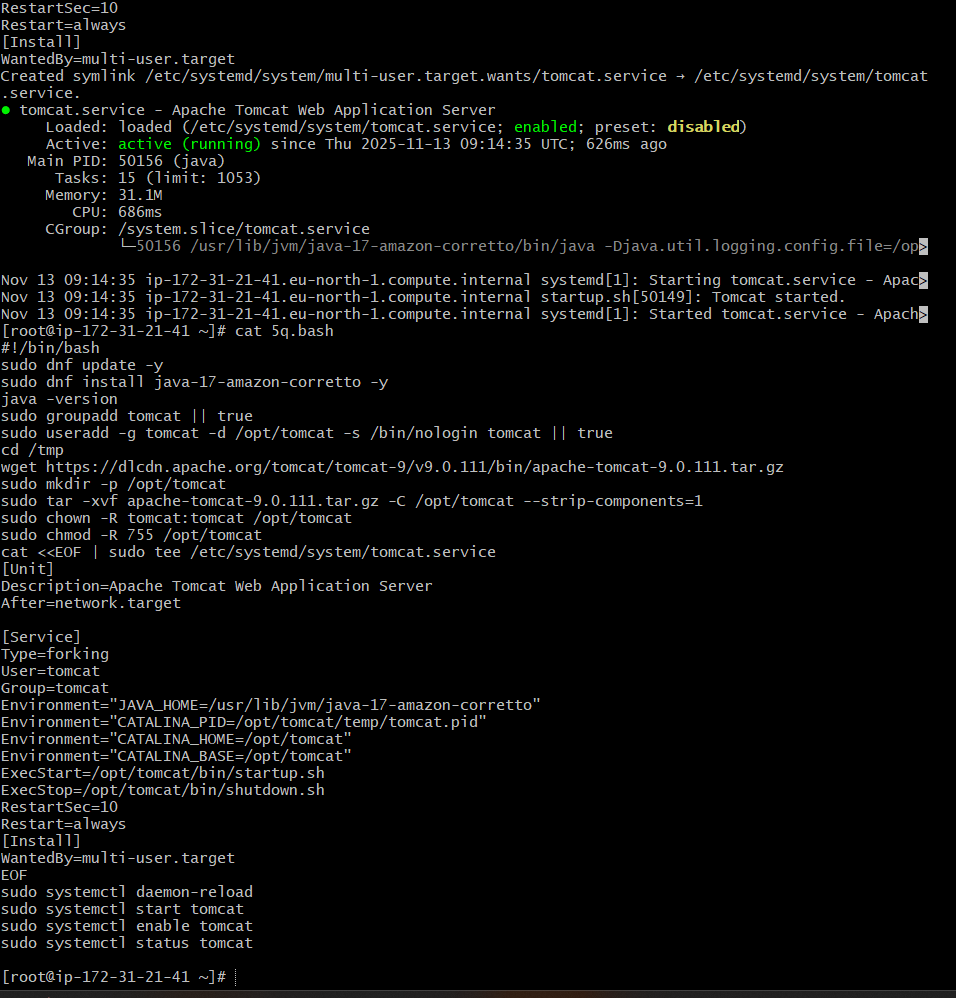 RestartSec=10
Restart=always
[Install]
WantedBy=multi-user.target
Created symlink /etc/systemd/system/multi-user.target.wants/tomcat.service → /etc/systemd/system/tomcat
.service.
● tomcat.service - Apache Tomcat Web Application Server
     Loaded: loaded (/etc/systemd/system/tomcat.service; enabled; preset: disabled)
     Active: active (running) since Thu 2025-11-13 09:14:35 UTC; 626ms ago
   Main PID: 50156 (java)
      Tasks: 15 (limit: 1053)
     Memory: 31.1M
        CPU: 686ms
     CGroup: /system.slice/tomcat.service
             └─50156 /usr/lib/jvm/java-17-amazon-corretto/bin/java -Djava.util.logging.config.file=/op>
Nov 13 09:14:35 ip-172-31-21-41.eu-north-1.compute.internal systemd[1]: Starting tomcat.service - Apac>
Nov 13 09:14:35 ip-172-31-21-41.eu-north-1.compute.internal startup.sh[50149]: Tomcat started.
Nov 13 09:14:35 ip-172-31-21-41.eu-north-1.compute.internal systemd[1]: Started tomcat.service - Apach>
[root@ip-172-31-21-41 ~]# cat 5q.bash
#!/bin/bash
sudo dnf update -y
sudo dnf install java-17-amazon-corretto -y
java -version
sudo groupadd tomcat || true
sudo useradd -g tomcat -d /opt/tomcat -s /bin/nologin tomcat || true
cd /tmp
wget https://dlcdn.apache.org/tomcat/tomcat-9/v9.0.111/bin/apache-tomcat-9.0.111.tar.gz
sudo mkdir -p /opt/tomcat
sudo tar -xvf apache-tomcat-9.0.111.tar.gz -C /opt/tomcat --strip-components=1
sudo chown -R tomcat:tomcat /opt/tomcat
sudo chmod -R 755 /opt/tomcat
cat <<EOF | sudo tee /etc/systemd/system/tomcat.service
[Unit]
Description=Apache Tomcat Web Application Server
After=network.target
[Service]
Type=forking
User=tomcat
Group=tomcat
Environment="JAVA_HOME=/usr/lib/jvm/java-17-amazon-corretto"
Environment="CATALINA_PID=/opt/tomcat/temp/tomcat.pid"
Environment="CATALINA_HOME=/opt/tomcat"
Environment="CATALINA_BASE=/opt/tomcat"
ExecStart=/opt/tomcat/bin/startup.sh
ExecStop=/opt/tomcat/bin/shutdown.sh
RestartSec=10
Restart=always
[Install]
WantedBy=multi-user.target
EOF
sudo systemctl daemon-reload
sudo systemctl start tomcat
sudo systemctl enable tomcat
sudo systemctl status tomcat
[root@ip-172-31-21-41 ~]#